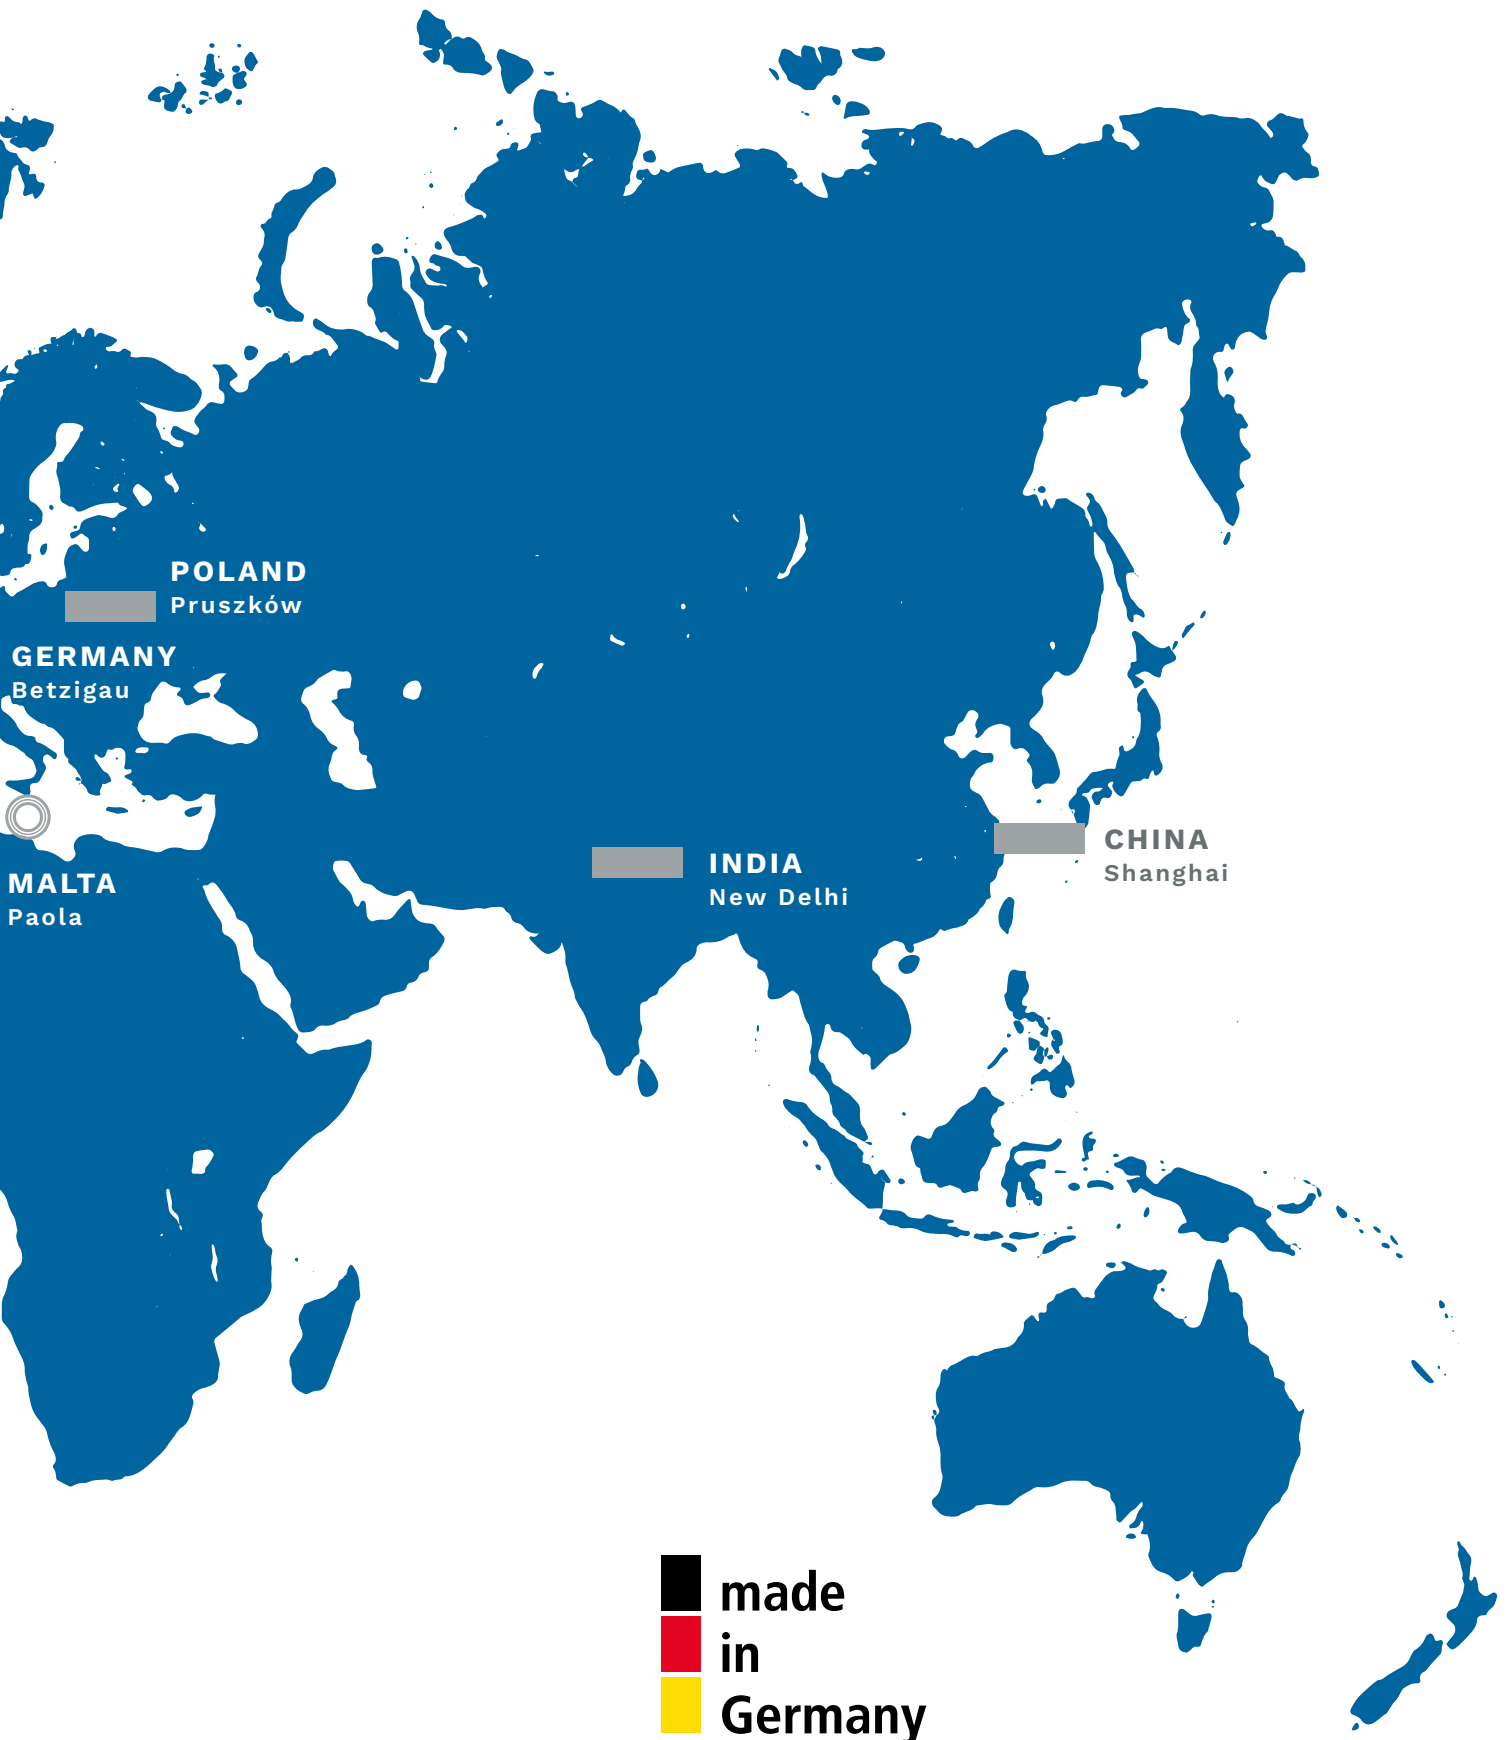 POLAND
Pruszków
GERMANY
Betzigau
CHINA
Shanghai
INDIA
New Delhi
MALTA
Paola
made
in
Germany